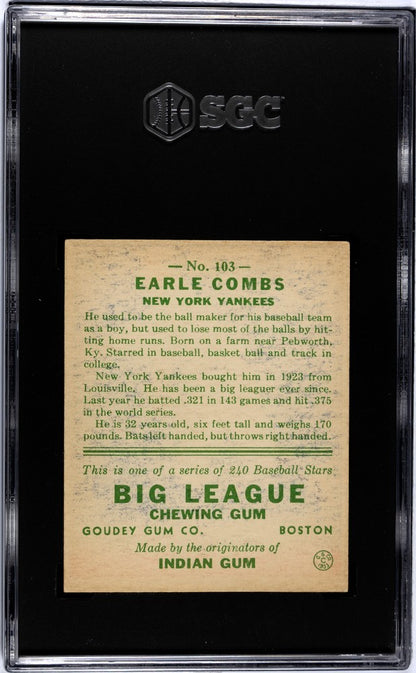 SGC
— No. 103 —
EARLE COMBS
NEW YORK YANKEES
He used to be the ball maker for his baseball team
as a boy, but used to lose most of the balls by hit-
ting home runs. Born on a farm near Pebworth,
Ky. Starred in baseball, basket ball and track in
college.
New York Yankees bought him in 1923 from
Louisville. He has been a big leaguer ever since.
Last year he batted .321 in 143 games and hit .375
in the world series.
He is 32 years old, six feet tall and weighs 170
pounds. Bats left handed, but throws right handed.
This is one of a series of 240 Baseball Stars
BIG LEAGUE
CHEWING GUM
GOUDEY GUM CO. BOSTON
Made by the originators of
INDIAN GUM